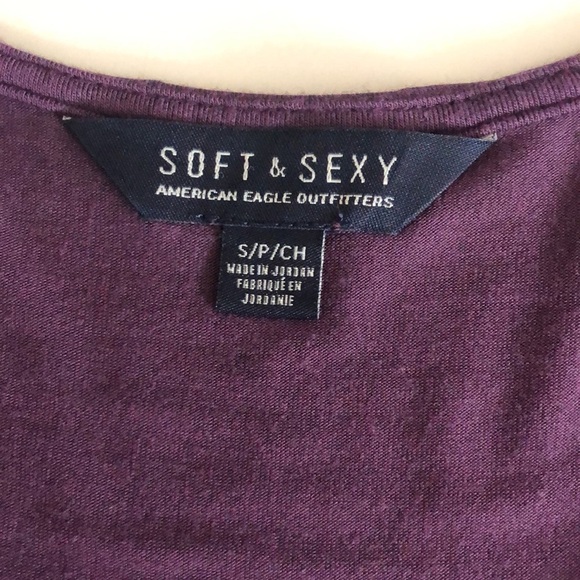 SOFT & SEXY
AMERICAN EAGLE OUTFITTERS
S/P/CH
MADE IN JORDAN
FABRIQUÉ EN
JORDANIE